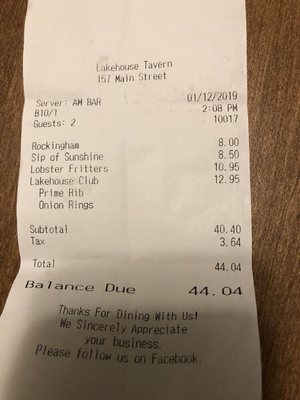 Lakehouse Tavern
157 Main Street
Server: AM BAR 01/12/2019
B10/1 2:08 PM
Guests: 2 10017
Rockingham 8.00
Sip of Sunshine 8.50
Lobster Fritters 10.95
Lakehouse Club 12.95
Prime Rib
Onion Rings
Subtotal 40.40
Tax 3.64
Total 44.04
Balance Due 44.04
Thanks For Dining With Us!
We Sincerely Appreciate
your business.
Please follow us on Facebook.